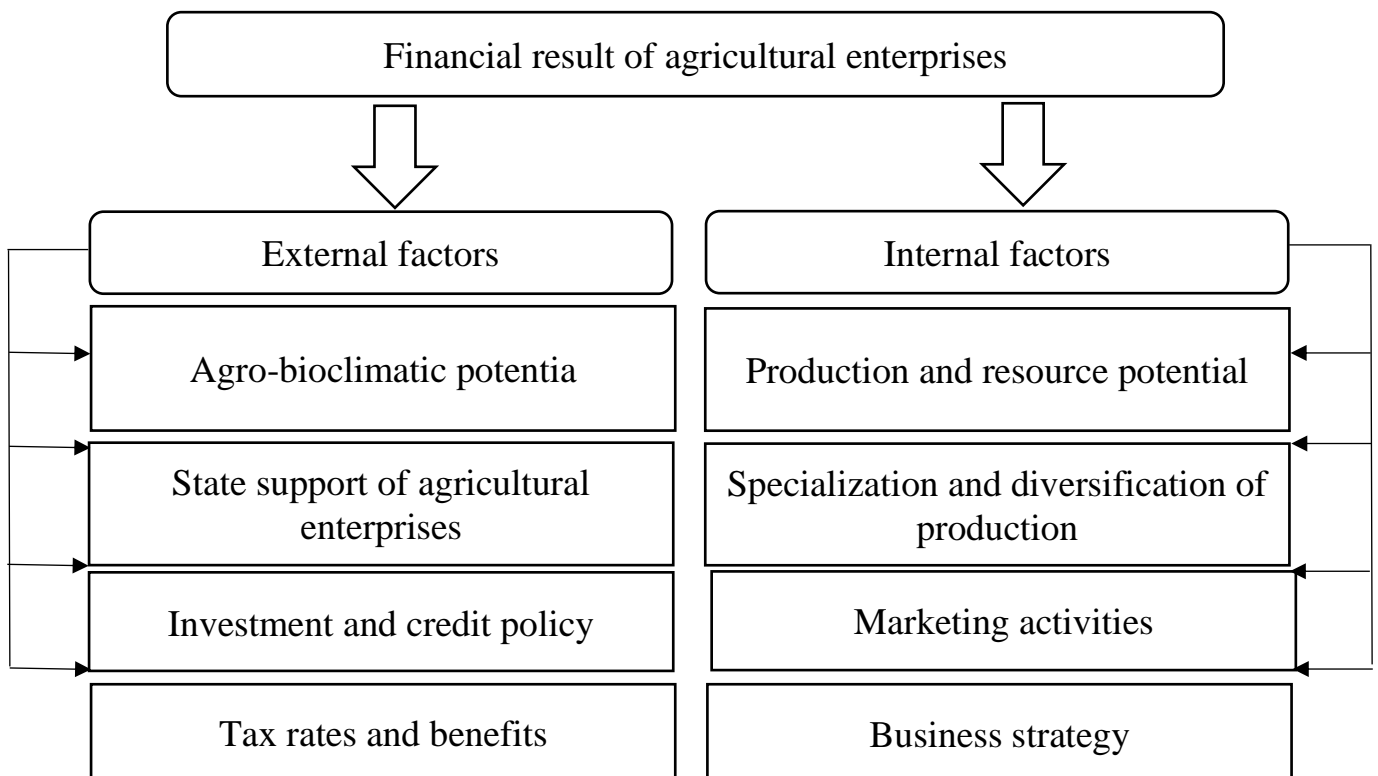 Financial result of agricultural enterprises
External factors
Agro-bioclimatic potentia
State support of agricultural
enterprises
Investment and credit policy
Tax rates and benefits
Internal factors
Production and resource potential
Specialization and diversification of
production
Marketing activities
Business strategy